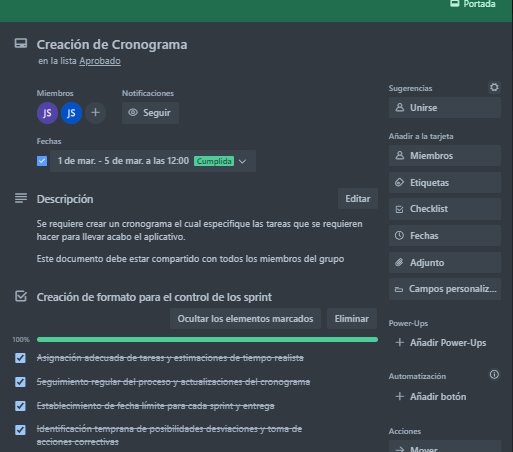 Portada
Creación de Cronograma
en la lista Aprobado
Miembros
Notificaciones
JS
JS
Seguir
Fechas
1 de mar. - 5 de mar. a las 12:00 Cumplida
Descripción
Editar
Se requiere crear un cronograma el cual especifique las tareas que se requieren
hacer para llevar acabo el aplicativo.
Este documento debe estar compartido con todos los miembros del grupo
Creación de formato para el control de los sprint
Ocultar los elementos marcados
Eliminar
100%
Asignación adecuada de tareas y estimaciones de tiempo realista
Seguimiento regular del proceso y actualizaciones del cronograma
Establecimiento de fecha límite para cada sprint y entrega
Identificación temprana de posibilidades desviaciones y toma de
acciones correctivas
Sugerencias
Unirse
Añadir a la tarjeta
Miembros
Etiquetas
Checklist
Fechas
Adjunto
Campos personaliz...
Power-Ups
+ Añadir Power-Ups
Automatización
+ Añadir botón
Acciones
Mover